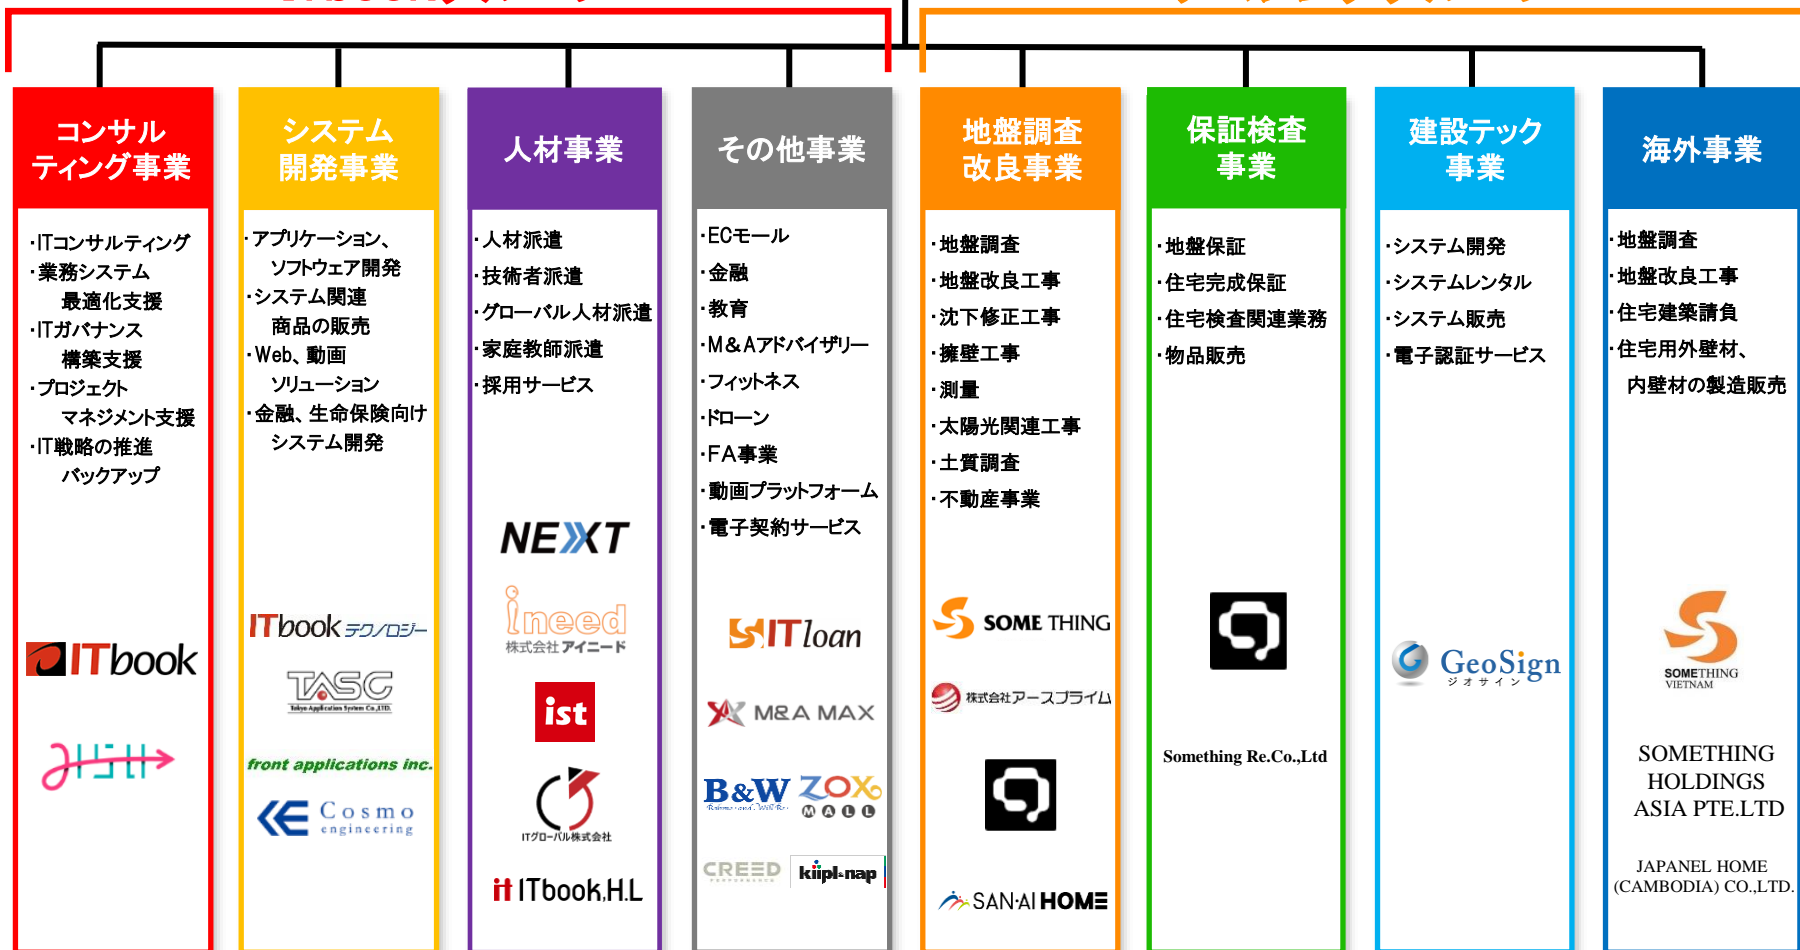 コンサル
ティング事業
・ITコンサルティング
・業務システム
最適化支援
・ITガバナンス
構築支援
・プロジェクト
マネジメント支援
・IT戦略の推進
バックアップ
ITbook
システム
開発事業
・アプリケーション、
ソフトウェア開発
・システム関連
商品の販売
・Web、動画
ソリューション
・金融、生命保険向け
システム開発
ITbook テクノロジー
TASC
Tokyo Application System Co.,LTD.
front applications inc.
Cosmo
engineering
人材事業
・人材派遣
・技術者派遣
・グローバル人材派遣
・家庭教師派遣
・採用サービス
NEXT
ineed
株式会社 アイニード
ist
ITグローバル株式会社
it ITbook,H.L
その他事業
・ECモール
・金融
・教育
・M&Aアドバイザリー
・フィットネス
・ドローン
・FA事業
・動画プラットフォーム
・電子契約サービス
ITloan
M&A MAX
B&W
ZOX
MALL
CREED
PERFORMANCE
kiipl&nap
地盤調査
改良事業
・地盤調査
・地盤改良工事
・沈下修正工事
・擁壁工事
・測量
・太陽光関連工事
・土質調査
・不動産事業
SOME THING
株式会社アースプライム
SAN・AI HOME
保証検査
事業
・地盤保証
・住宅完成保証
・住宅検査関連業務
・物品販売
Something Re.Co.,Ltd
建設テック
事業
・システム開発
・システムレンタル
・システム販売
・電子認証サービス
GeoSign
ジオサイン
海外事業
・地盤調査
・地盤改良工事
・住宅建築請負
・住宅用外壁材、
内壁材の製造販売
SOMETHING
VIETNAM
SOMETHING
HOLDINGS
ASIA PTE.LTD
JAPANEL HOME
(CAMBODIA) CO.,LTD.